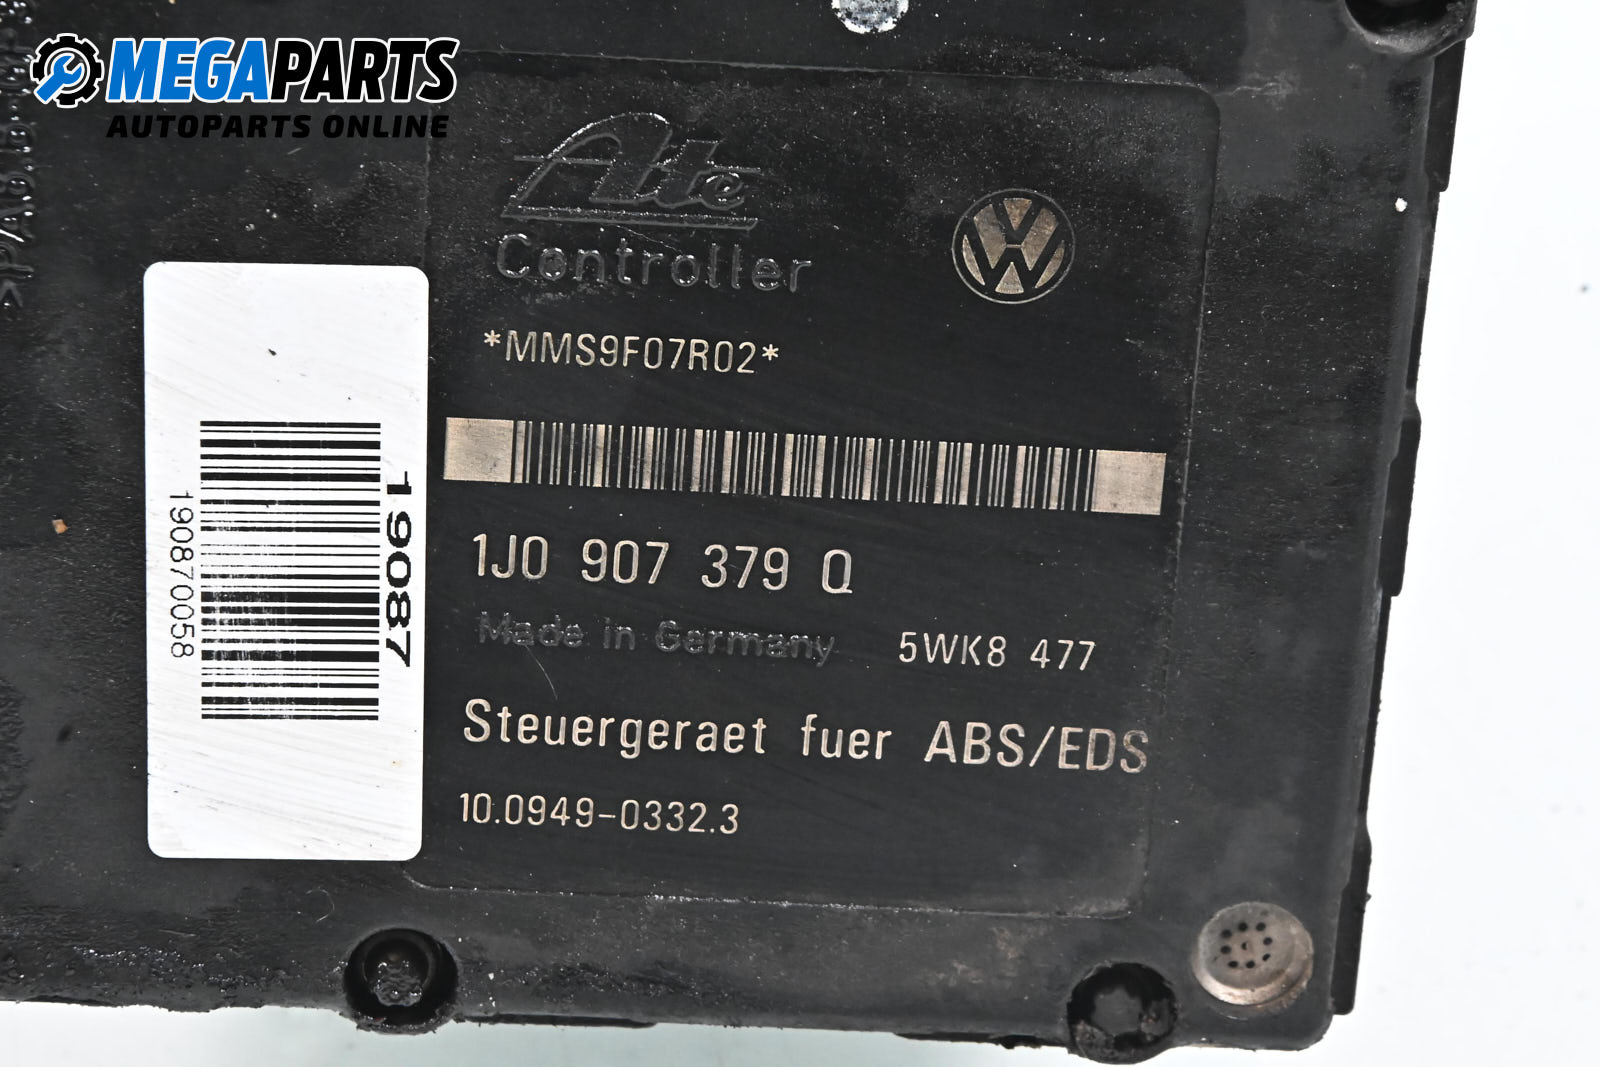 MEGAPARTS
AUTOPARTS ONLINE
Ate
Controller
*MMS9F07R02*
19087
190870058
1J0 907 379 Q
Made in Germany 5WK8 477
Steuergeraet fuer ABS/EDS
10.0949-0332.3